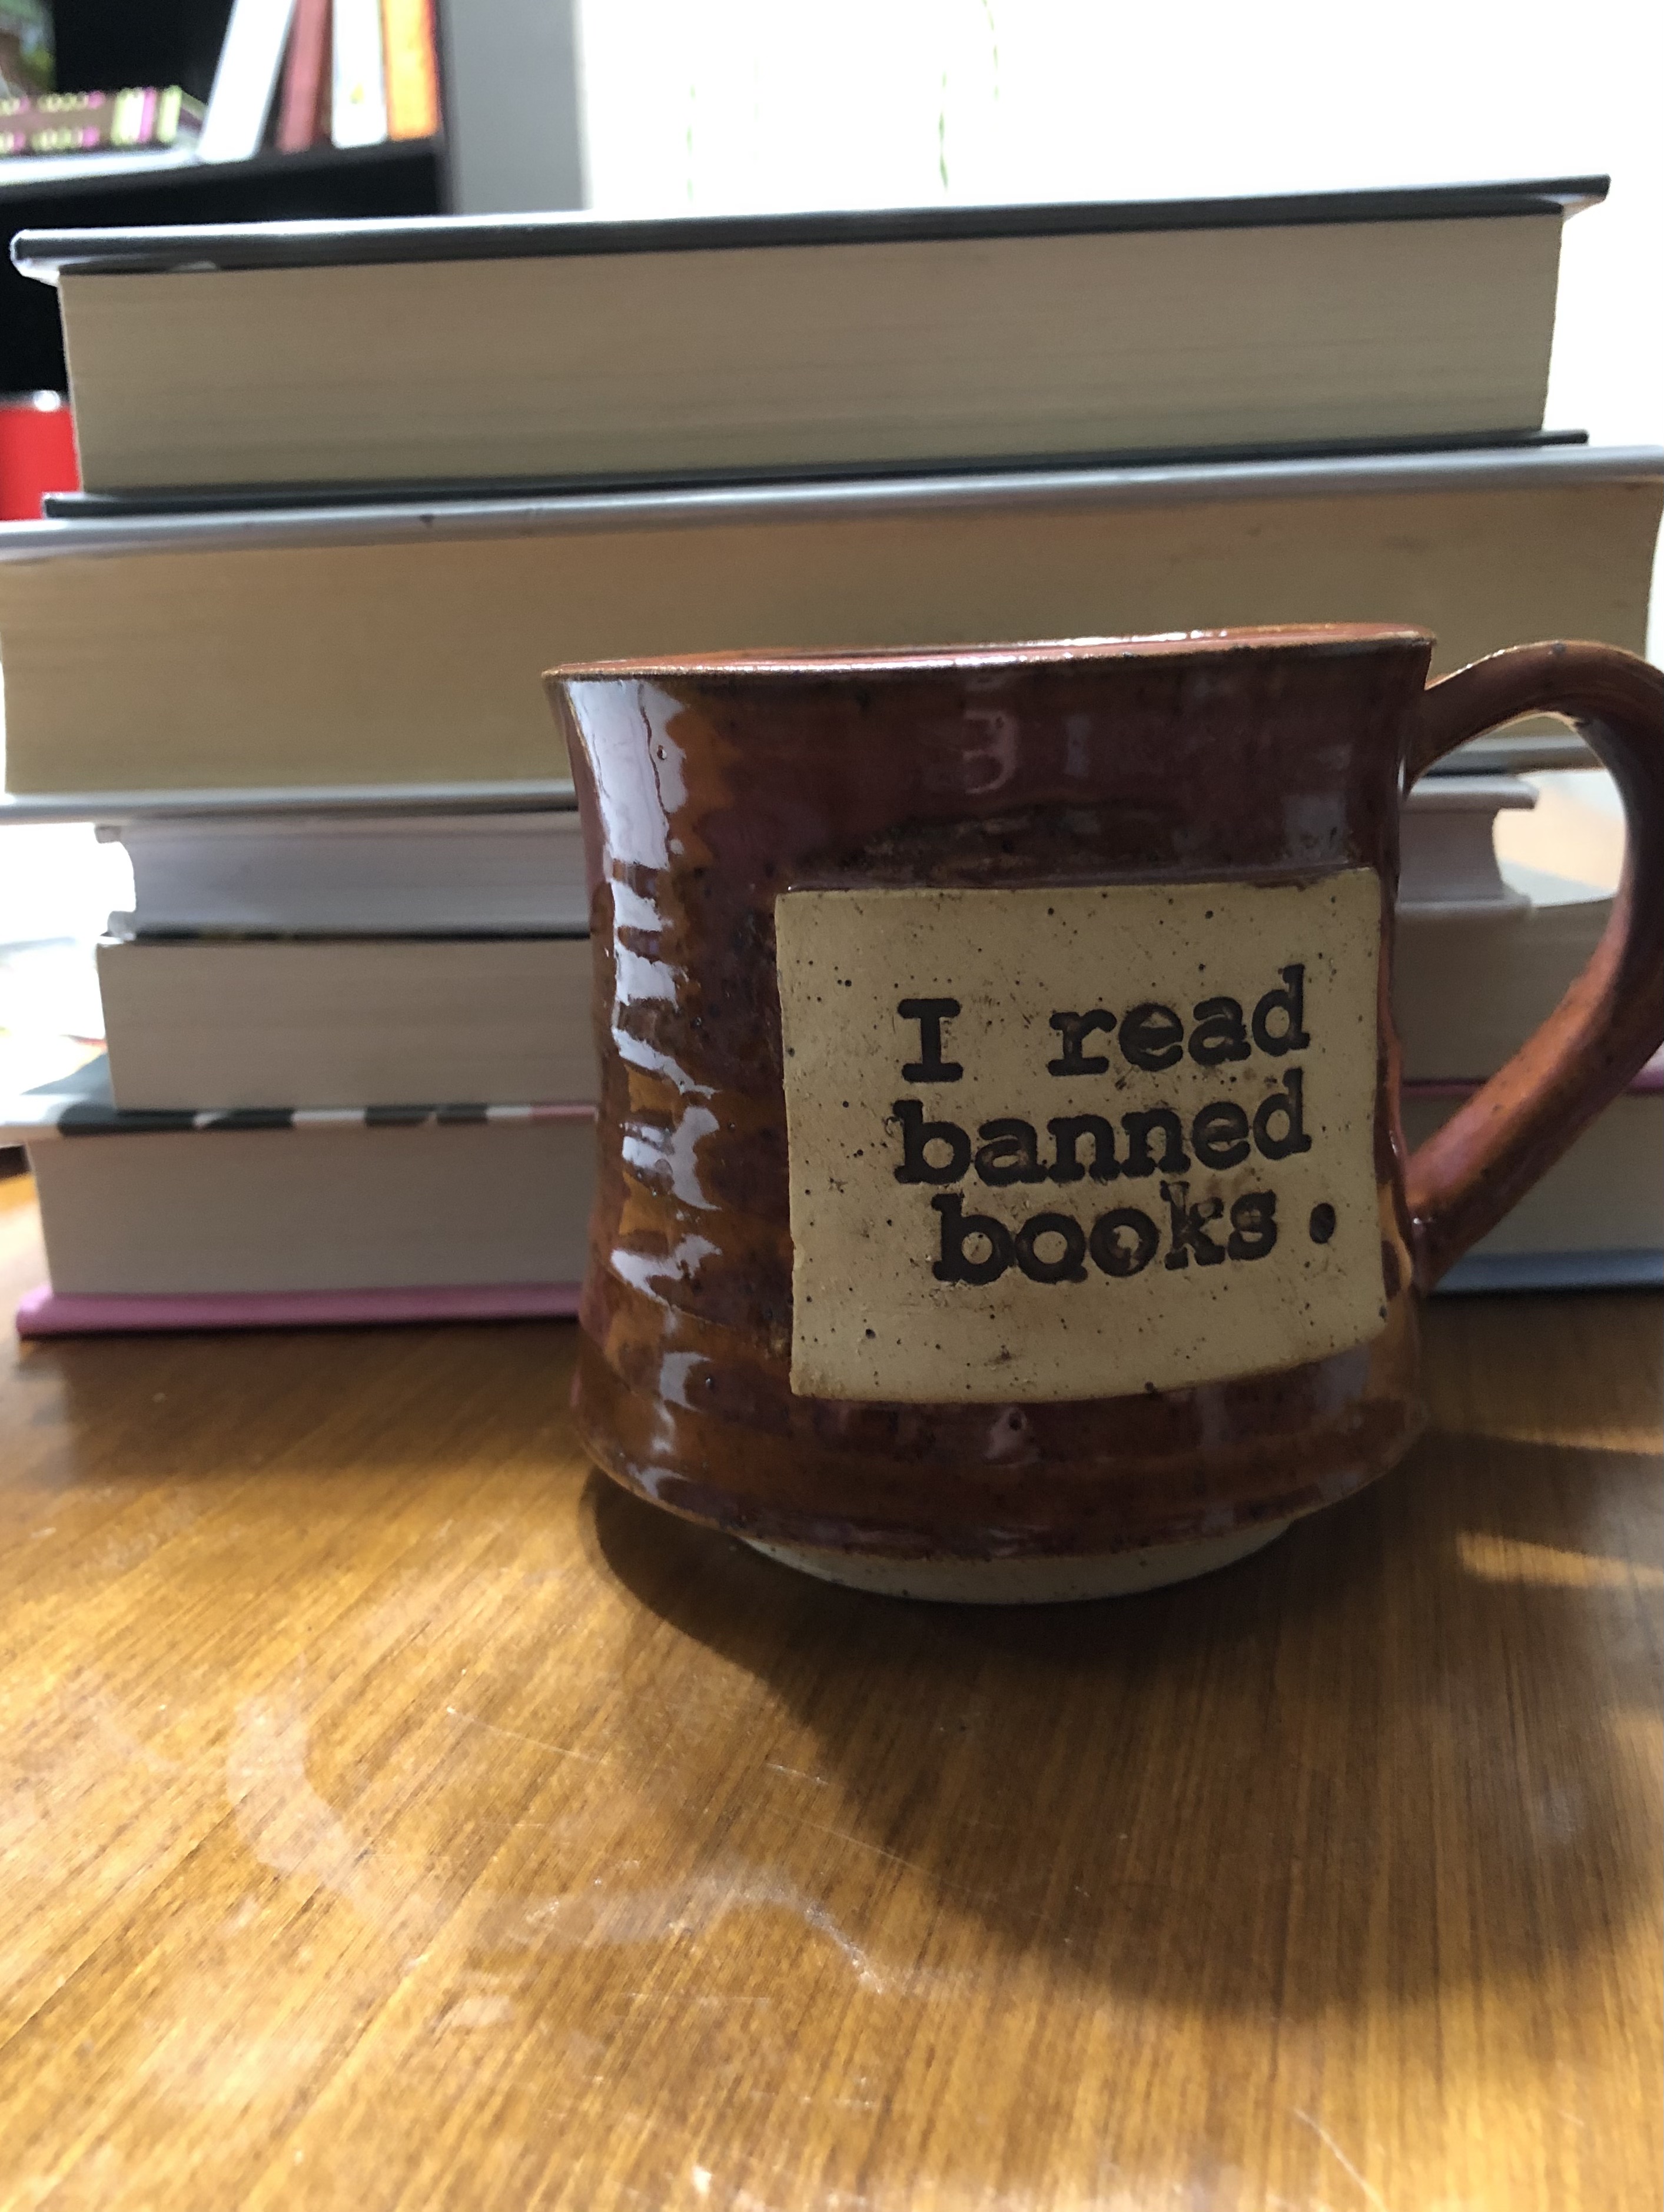 I read
banned
books.